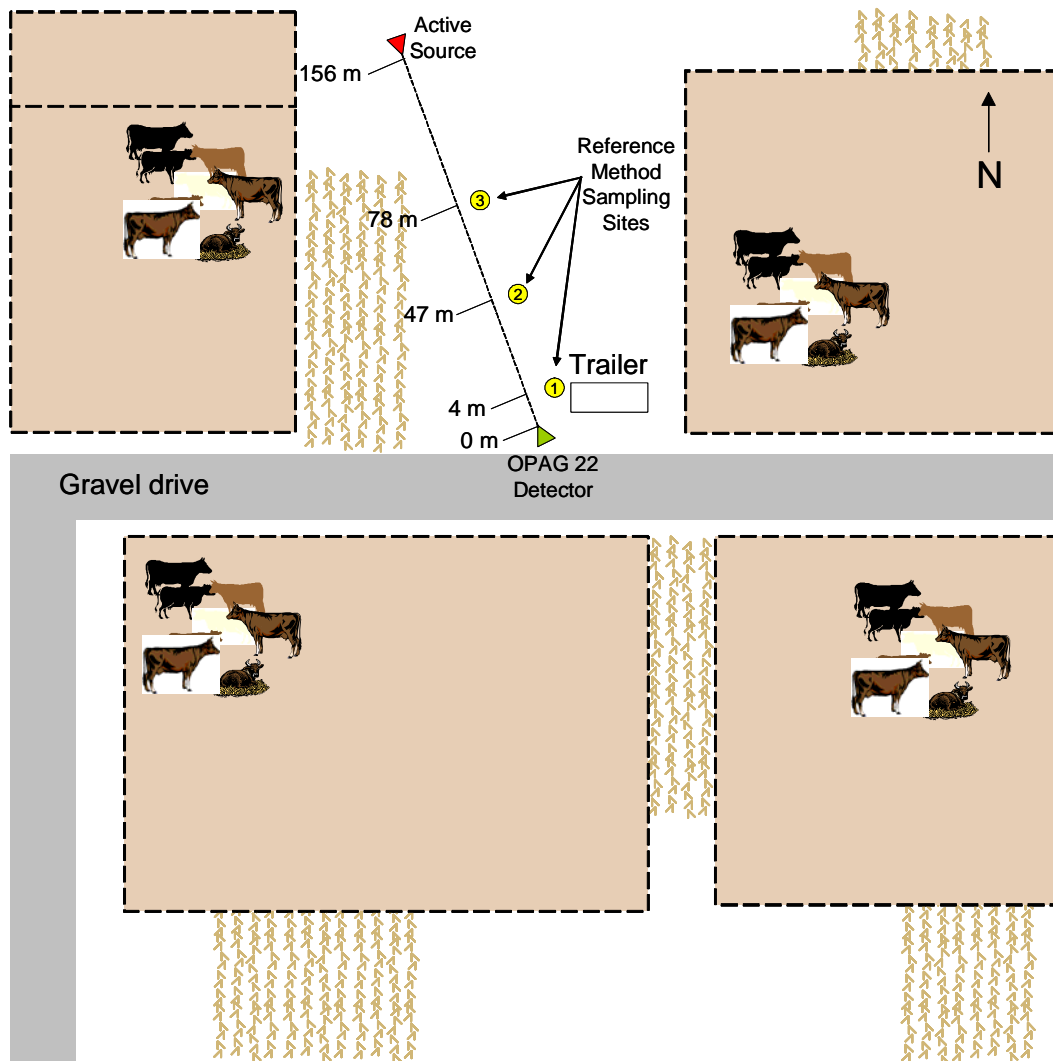 Active
Source
156 m
Reference
Method
Sampling
Sites
N
3
78 m
2
47 m
Trailer
1
4 m
0 m
OPAG 22
Detector
Gravel drive